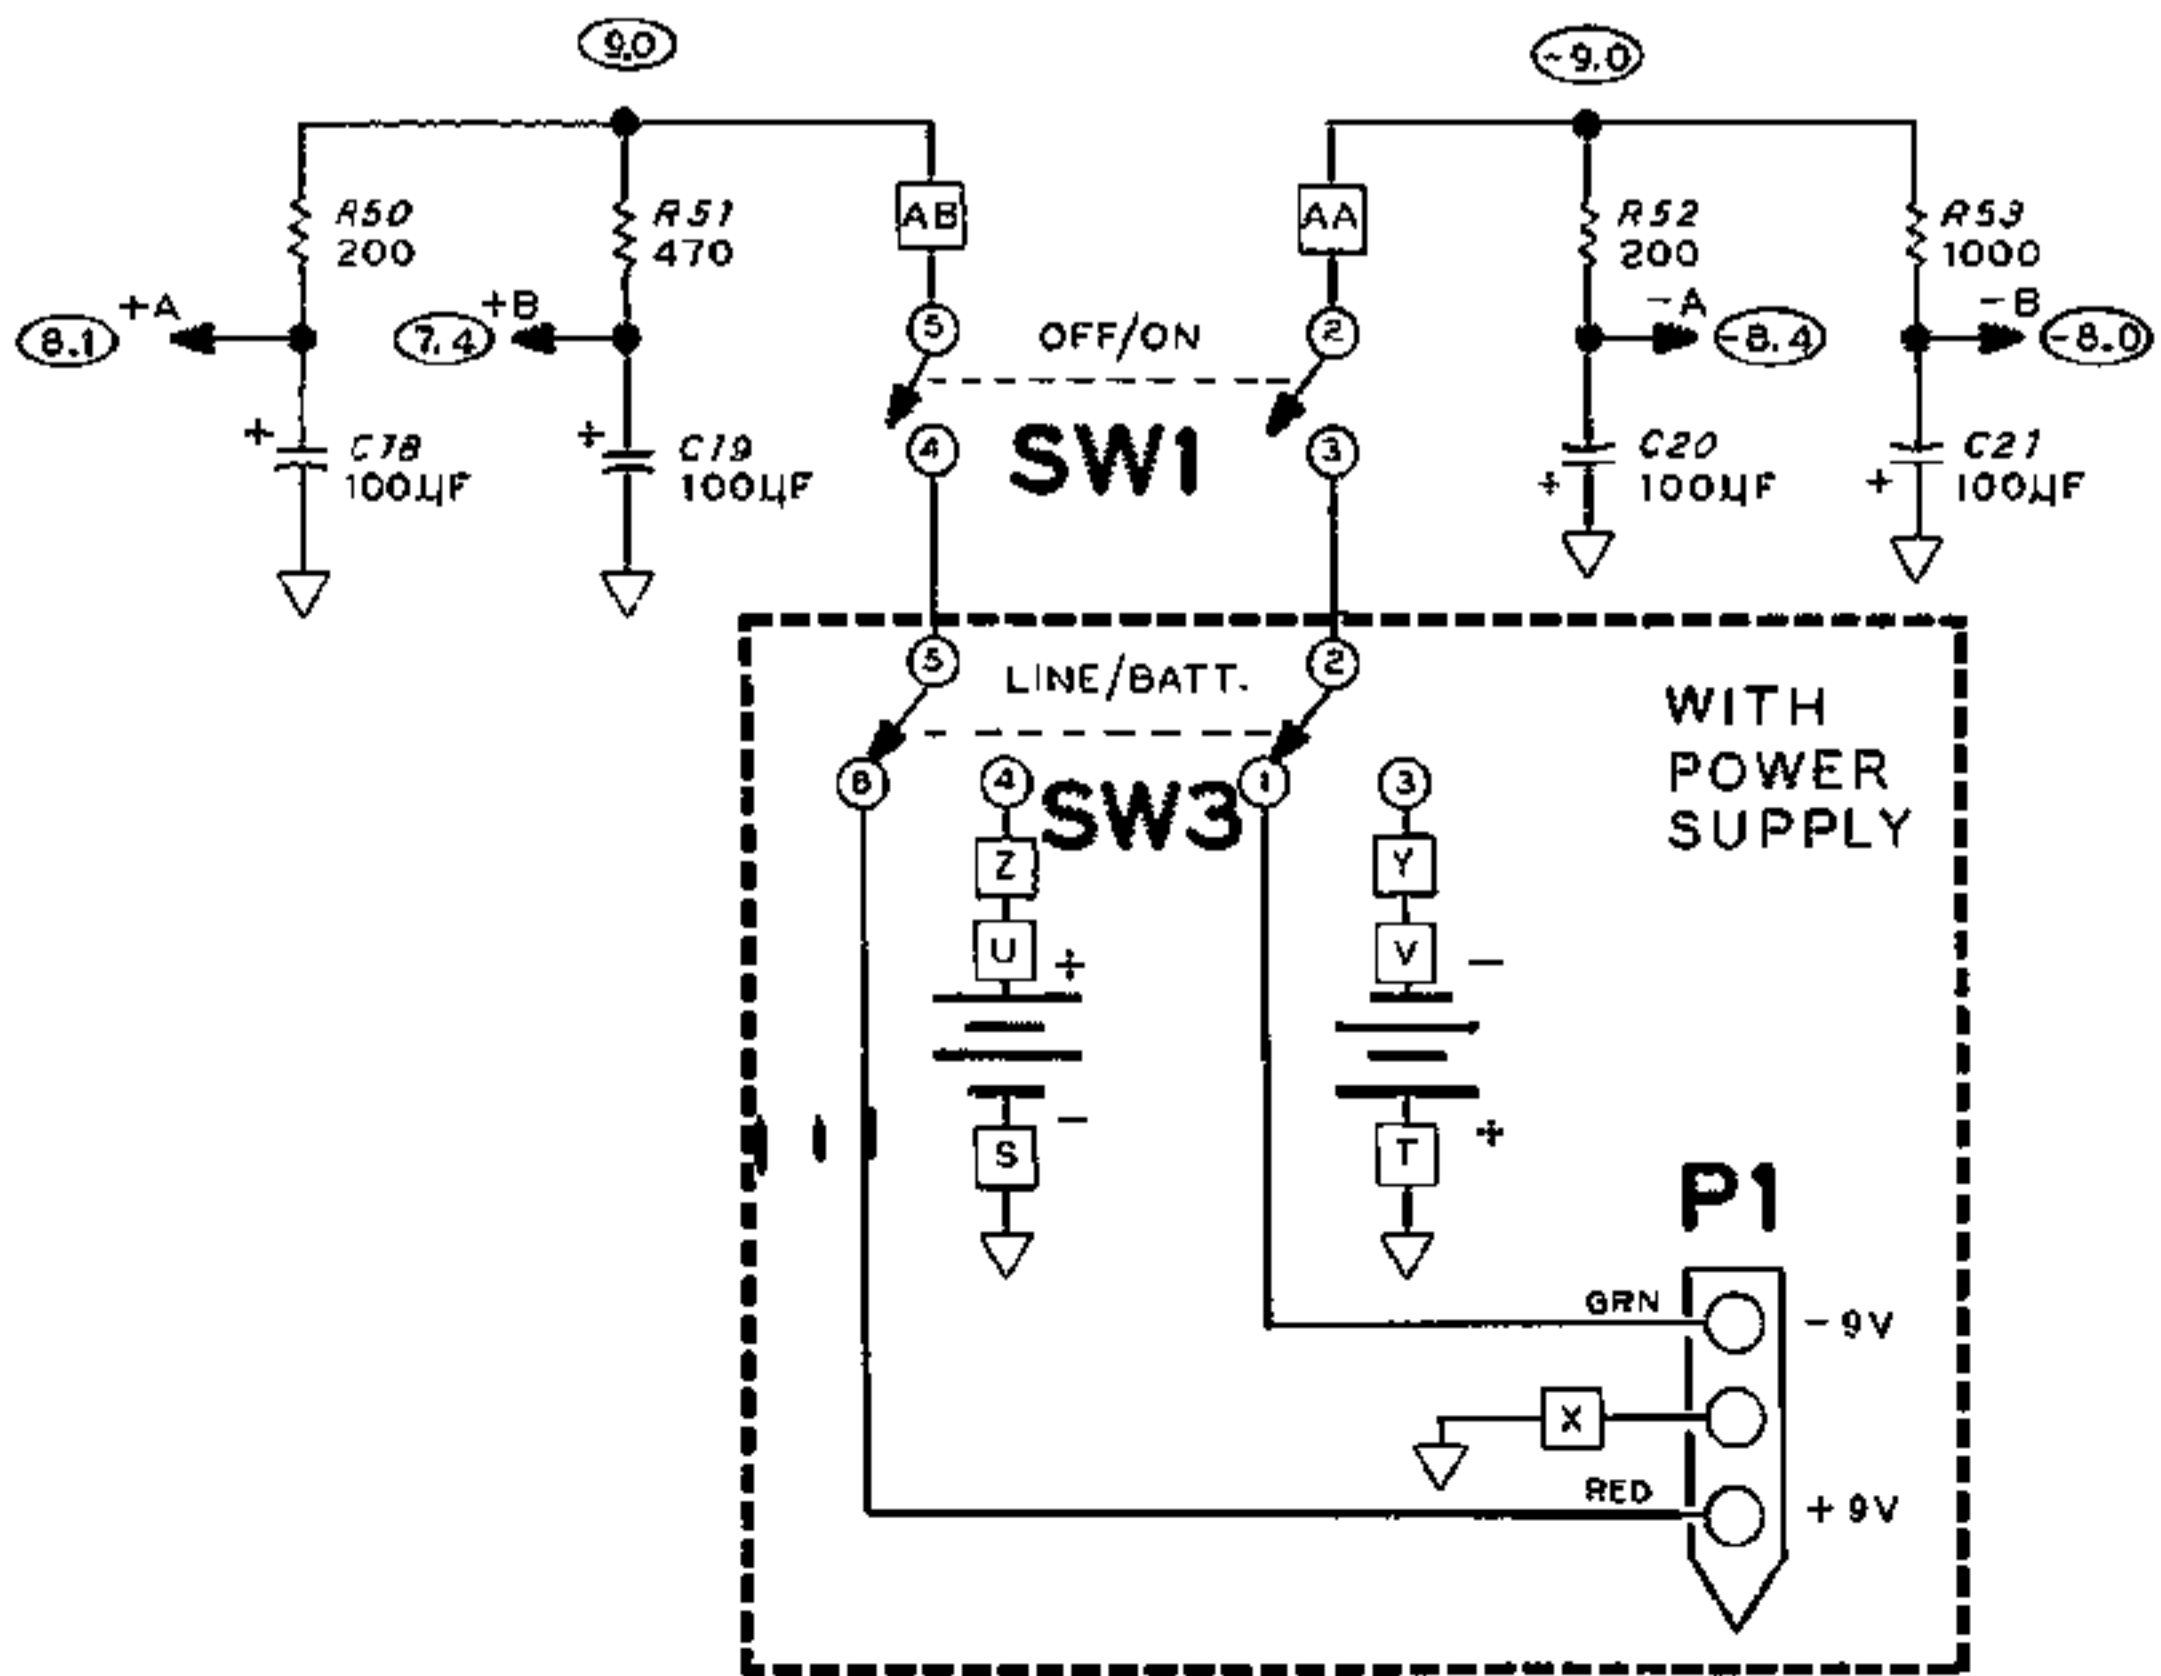 9.0
-9.0
R50
200
R51
470
AB
AA
R52
200
R53
1000
+A
8.1
+B
7.4
5
OFF/ON
2
-A
-8.4
-B
-8.0
+
C18
100µF
+
C19
100µF
4
SW1
3
C20
+
100µF
C21
+
100µF
5
LINE/BATT.
2
WITH
POWER
SUPPLY
6
4
SW3
1
3
Z
Y
U
+
V
-
S
-
T
+
P1
GRN
- 9V
X
RED
+ 9V